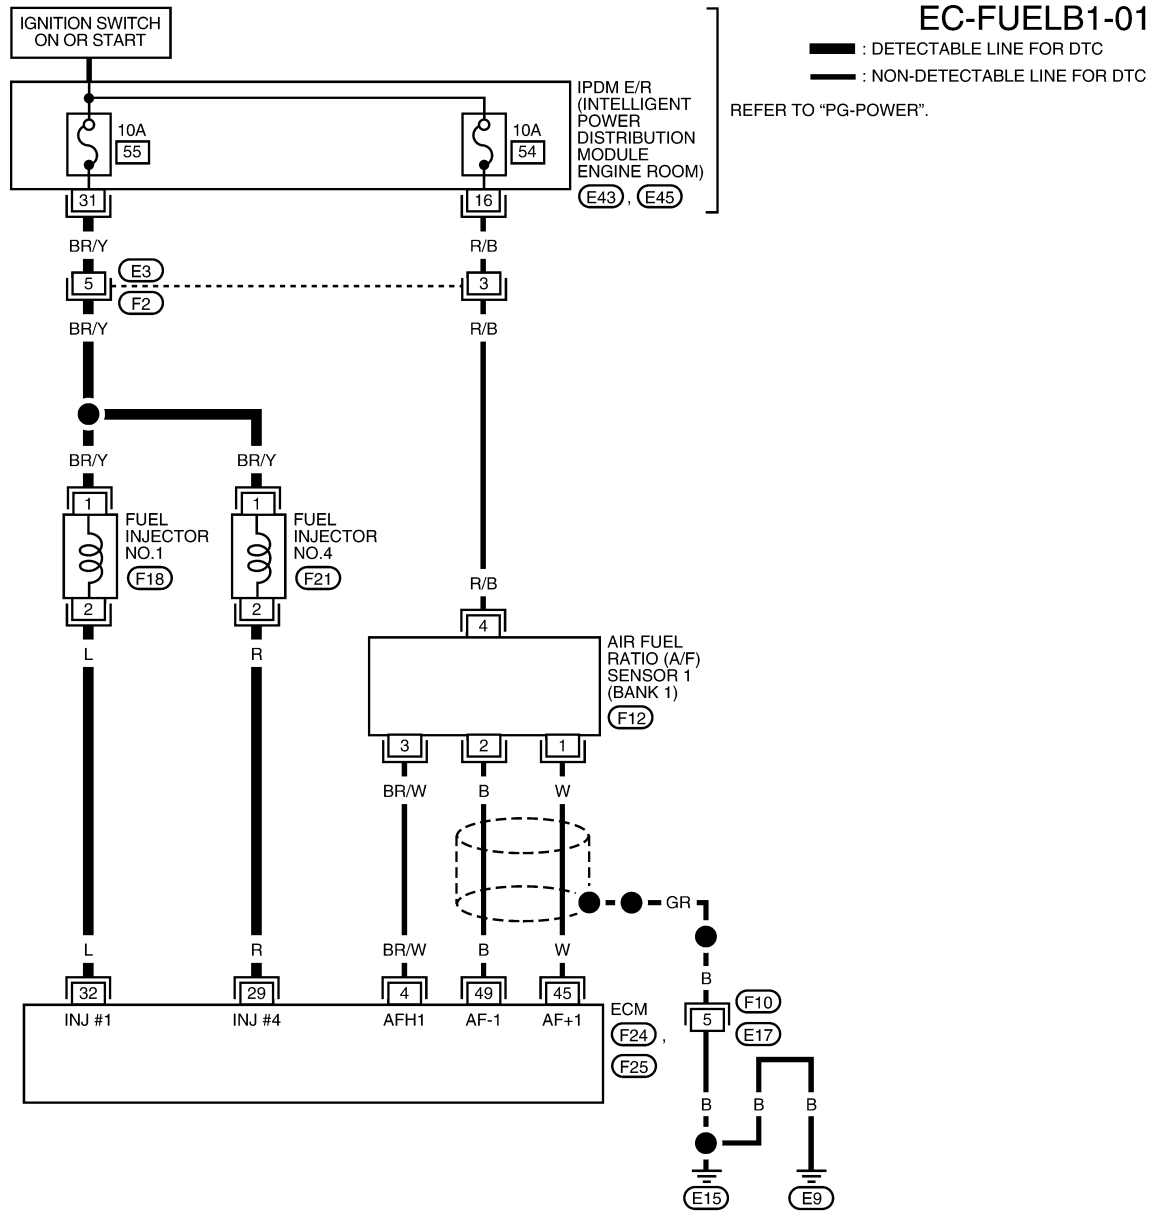 EC-FUELB1-01
IGNITION SWITCH
ON OR START
: DETECTABLE LINE FOR DTC
: NON-DETECTABLE LINE FOR DTC
REFER TO “PG-POWER”.
IPDM E/R
(INTELLIGENT
POWER
DISTRIBUTION
MODULE
ENGINE ROOM)
E43 , E45
10A
55
10A
54
31
16
BR/Y
R/B
5
E3
F2
3
BR/Y
R/B
BR/Y
BR/Y
1
1
FUEL
INJECTOR
NO.1
F18
FUEL
INJECTOR
NO.4
F21
R/B
2
2
4
L
R
AIR FUEL
RATIO (A/F)
SENSOR 1
(BANK 1)
F12
3
2
1
BR/W
B
W
GR
L
R
BR/W
B
W
B
32
29
4
49
45
INJ #1
INJ #4
AFH1
AF-1
AF+1
ECM
F24 ,
F25
5
F10
E17
B
B
B
E15
E9